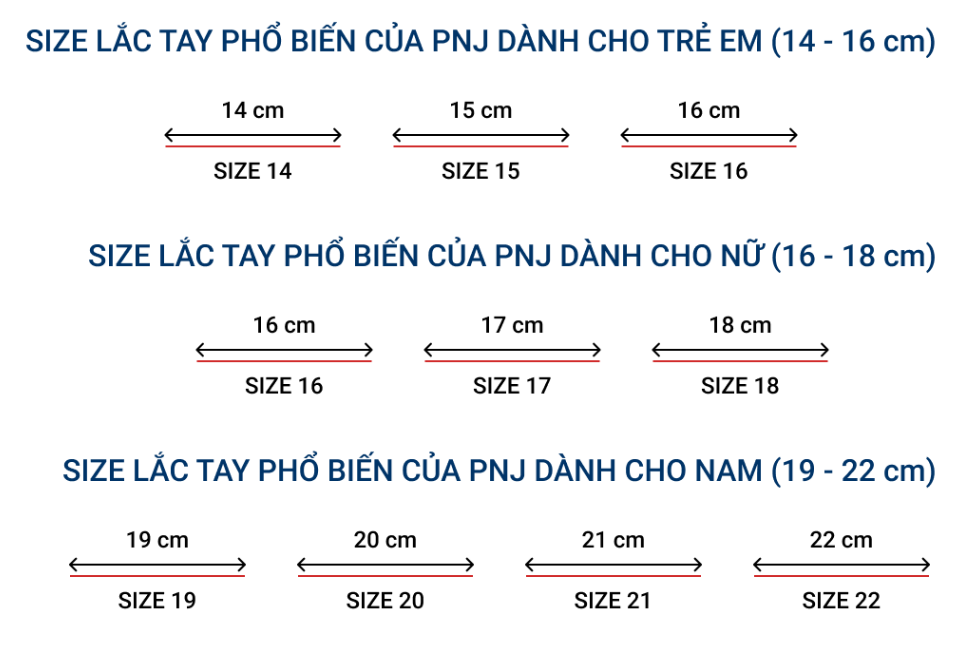 SIZE LẮC TAY PHỔ BIẾN CỦA PNJ DÀNH CHO TRẺ EM (14 - 16 cm)
14 cm 15 cm 16 cm
SIZE 14 SIZE 15 SIZE 16
SIZE LẮC TAY PHỔ BIẾN CỦA PNJ DÀNH CHO NỮ (16 - 18 cm)
16 cm 17 cm 18 cm
SIZE 16 SIZE 17 SIZE 18
SIZE LẮC TAY PHỔ BIẾN CỦA PNJ DÀNH CHO NAM (19 - 22 cm)
19 cm 20 cm 21 cm 22 cm
SIZE 19 SIZE 20 SIZE 21 SIZE 22